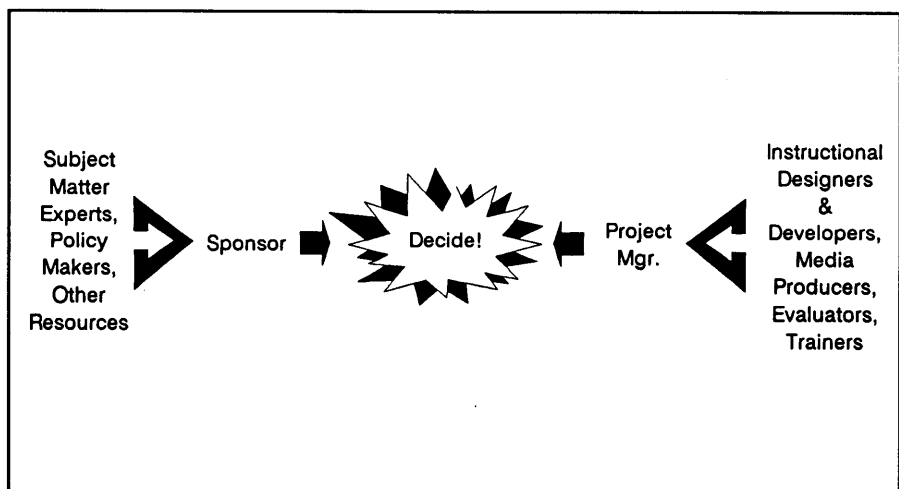 Subject
Matter
Experts,
Policy
Makers,
Other
Resources
Sponsor
Decide!
Project
Mgr.
Instructional
Designers
&
Developers,
Media
Producers,
Evaluators,
Trainers